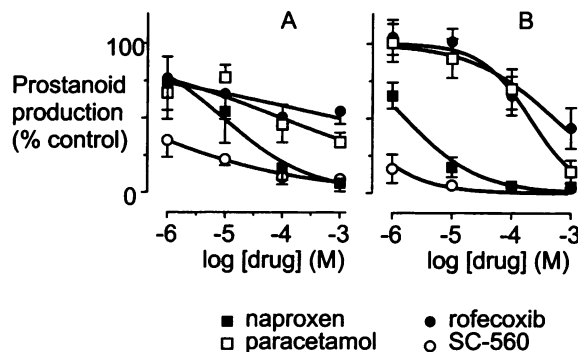 A
B
100
Prostanoid
production
(% control)
0
-6 -5 -4 -3
-6 -5 -4 -3
log [drug] (M)
log [drug] (M)
■ naproxen
● rofecoxib
□ paracetamol
○ SC-560